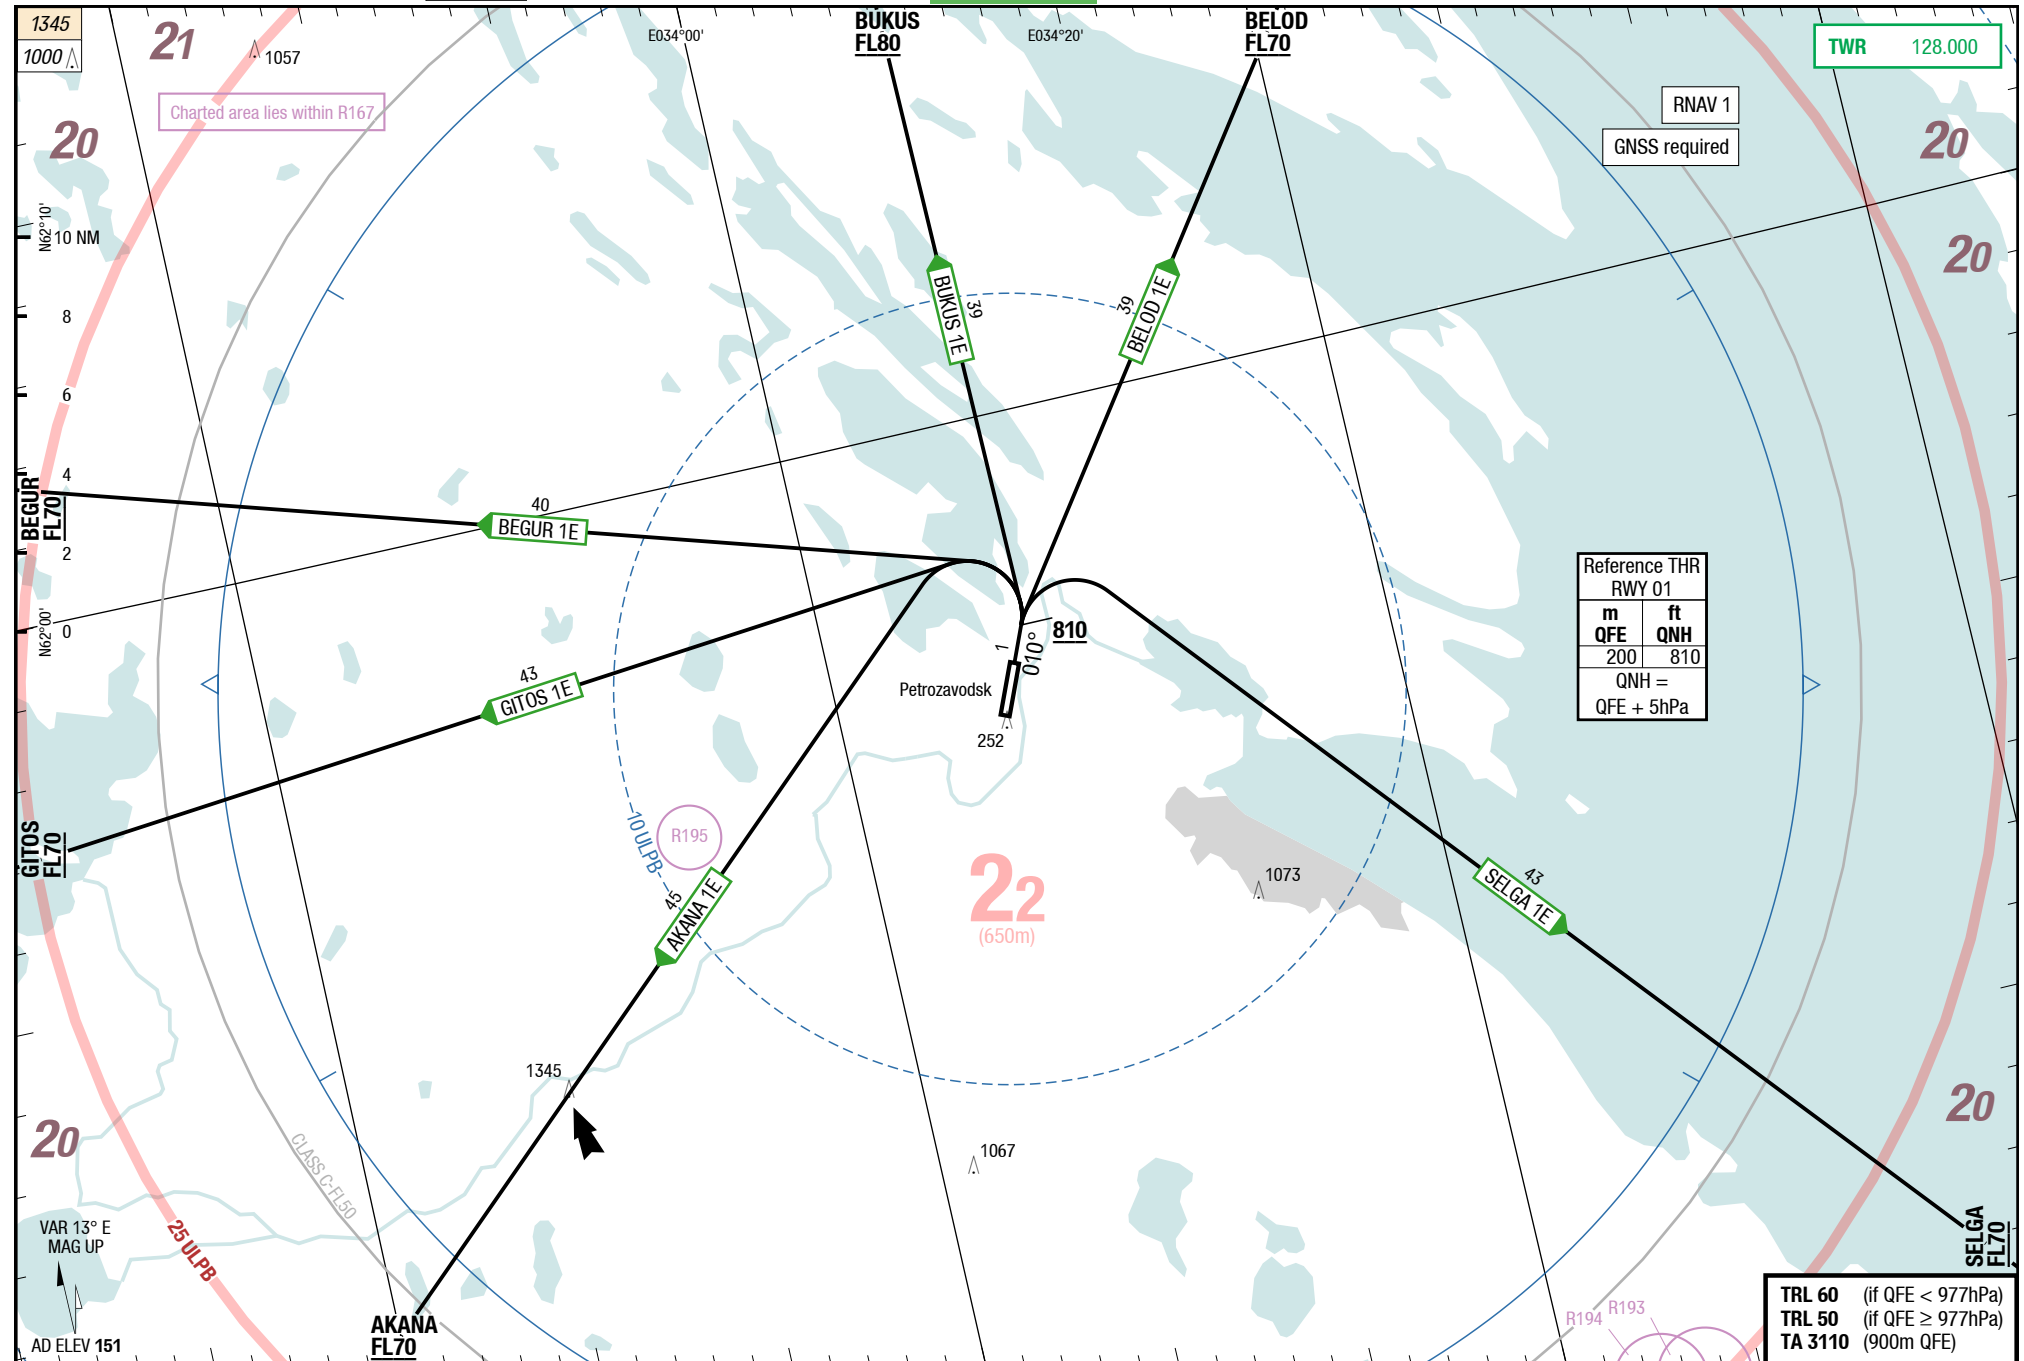 1345
1000
21
1057
BUKUS
FL80
BELOD
FL70
E034°00'
E034°20'
TWR 128.000
Charted area lies within R167
RNAV 1
GNSS required
20
20
20
N62°10'
10 NM
8
6
4
2
0
N62°00'
BUKUS 1E
39
BELOD 1E
39
BEGUR
FL70
40
BEGUR 1E
43
GITOS 1E
GITOS
FL70
810
1
010°
Petrozavodsk
252
Reference THR
RWY 01
m ft
QFE QNH
200 810
QNH =
QFE + 5hPa
10 ULPB
R195
45
AKANA 1E
22
(650m)
1073
43
SELGA 1E
1345
1067
20
20
CLASS C-FL50
25 ULPB
VAR 13° E
MAG UP
AD ELEV 151
AKANA
FL70
SELGA
FL70
R194
R193
TRL 60 (if QFE < 977hPa)
TRL 50 (if QFE ≥ 977hPa)
TA 3110 (900m QFE)